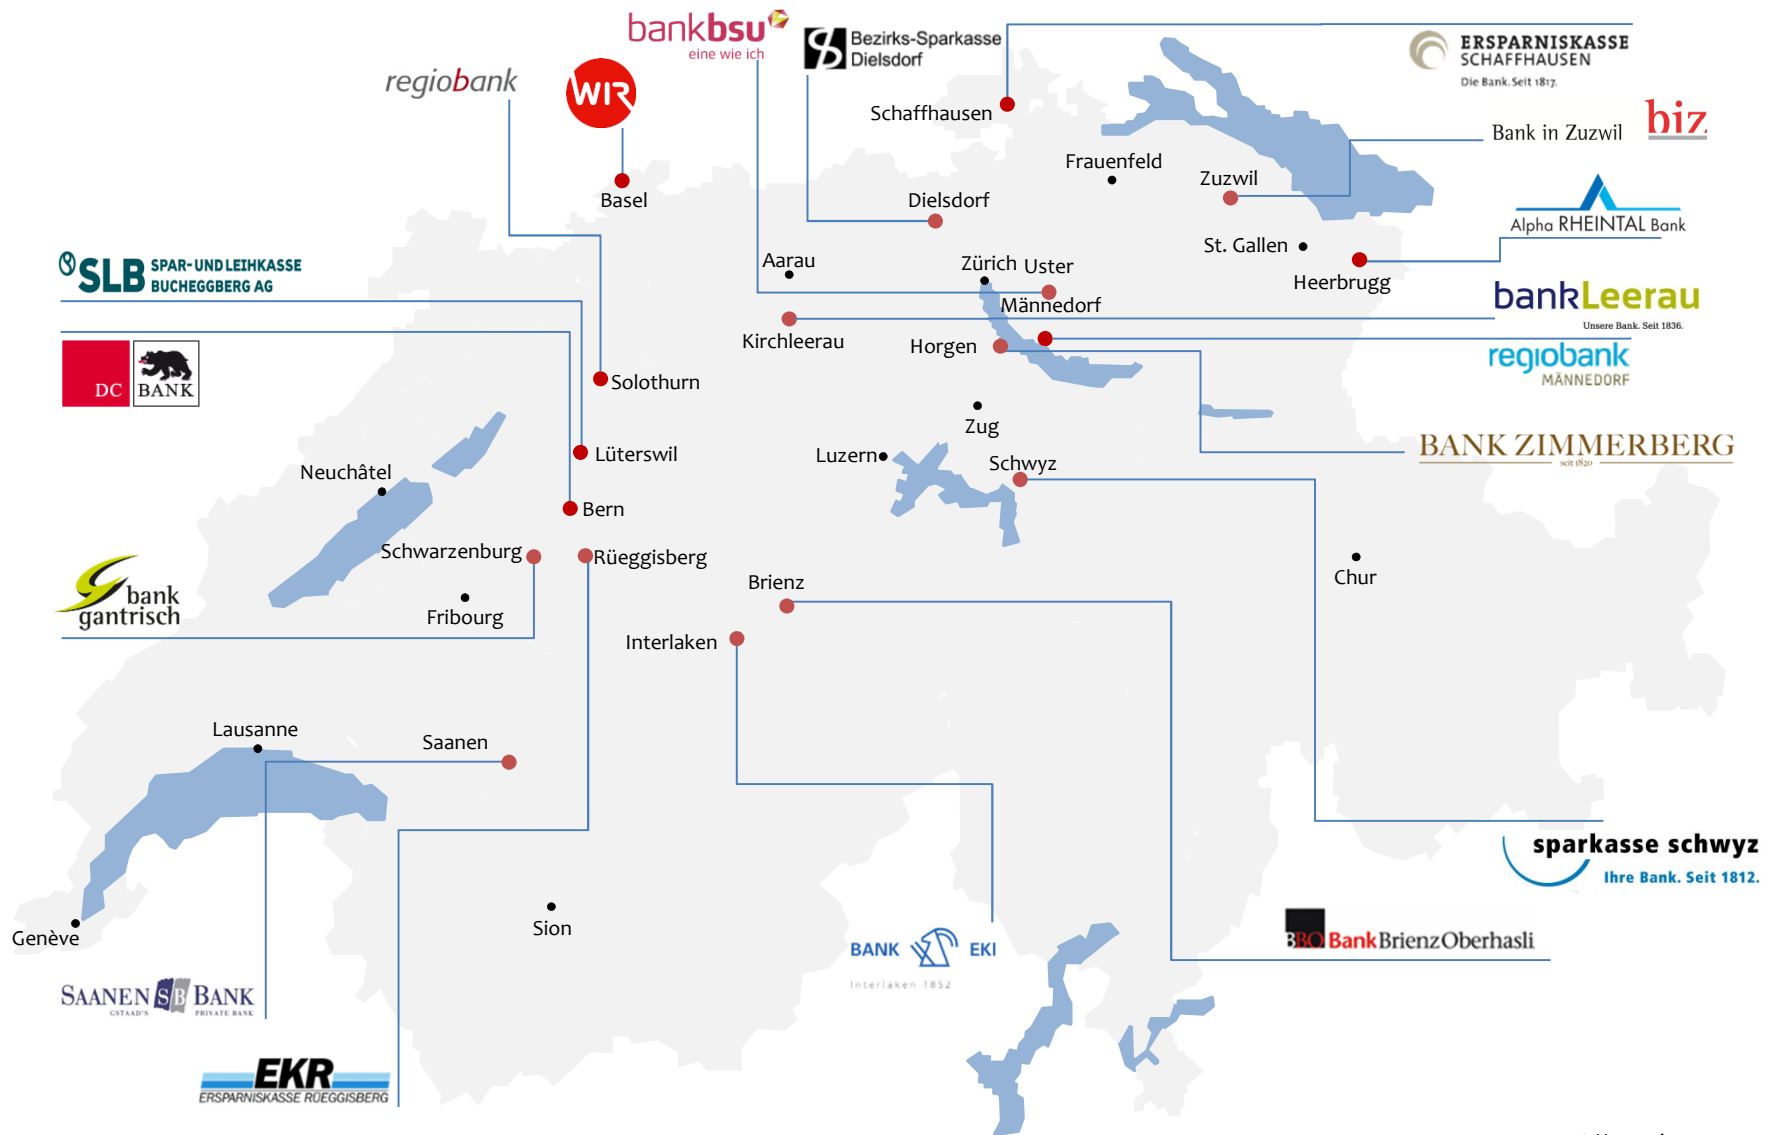 bankbsu
eine wie ich
Bezirks-Sparkasse
Dielsdorf
ERSPARNISKASSE
SCHAFFHAUSEN
Die Bank. Seit 1817.
regiobank
WIR
Schaffhausen
Bank in Zuzwil
biz
Frauenfeld
Zuzwil
Basel
Dielsdorf
Alpha RHEINTAL Bank
St. Gallen
Heerbrugg
SLB SPAR- UND LEIHKASSE
BUCHEGGBERG AG
Aarau
Zürich
Uster
Männedorf
bankLeerau
Unsere Bank. Seit 1836.
Kirchleerau
Horgen
regiobank
MÄNNEDORF
DC BANK
Solothurn
Zug
Luzern
Schwyz
BANK ZIMMERBERG
seit 1820
Lüterswil
Neuchâtel
Bern
Schwarzenburg
Rüeggisberg
Chur
bank
gantrisch
Fribourg
Brienz
Interlaken
Lausanne
Saanen
sparkasse schwyz
Ihre Bank. Seit 1812.
Genève
Sion
BANK EKI
Interlaken 1852
BBO BankBrienzOberhasli
SAANEN SB BANK
GSTAAD'S PRIVATE BANK
EKR
ERSPARNISKASSE RÜEGGISBERG